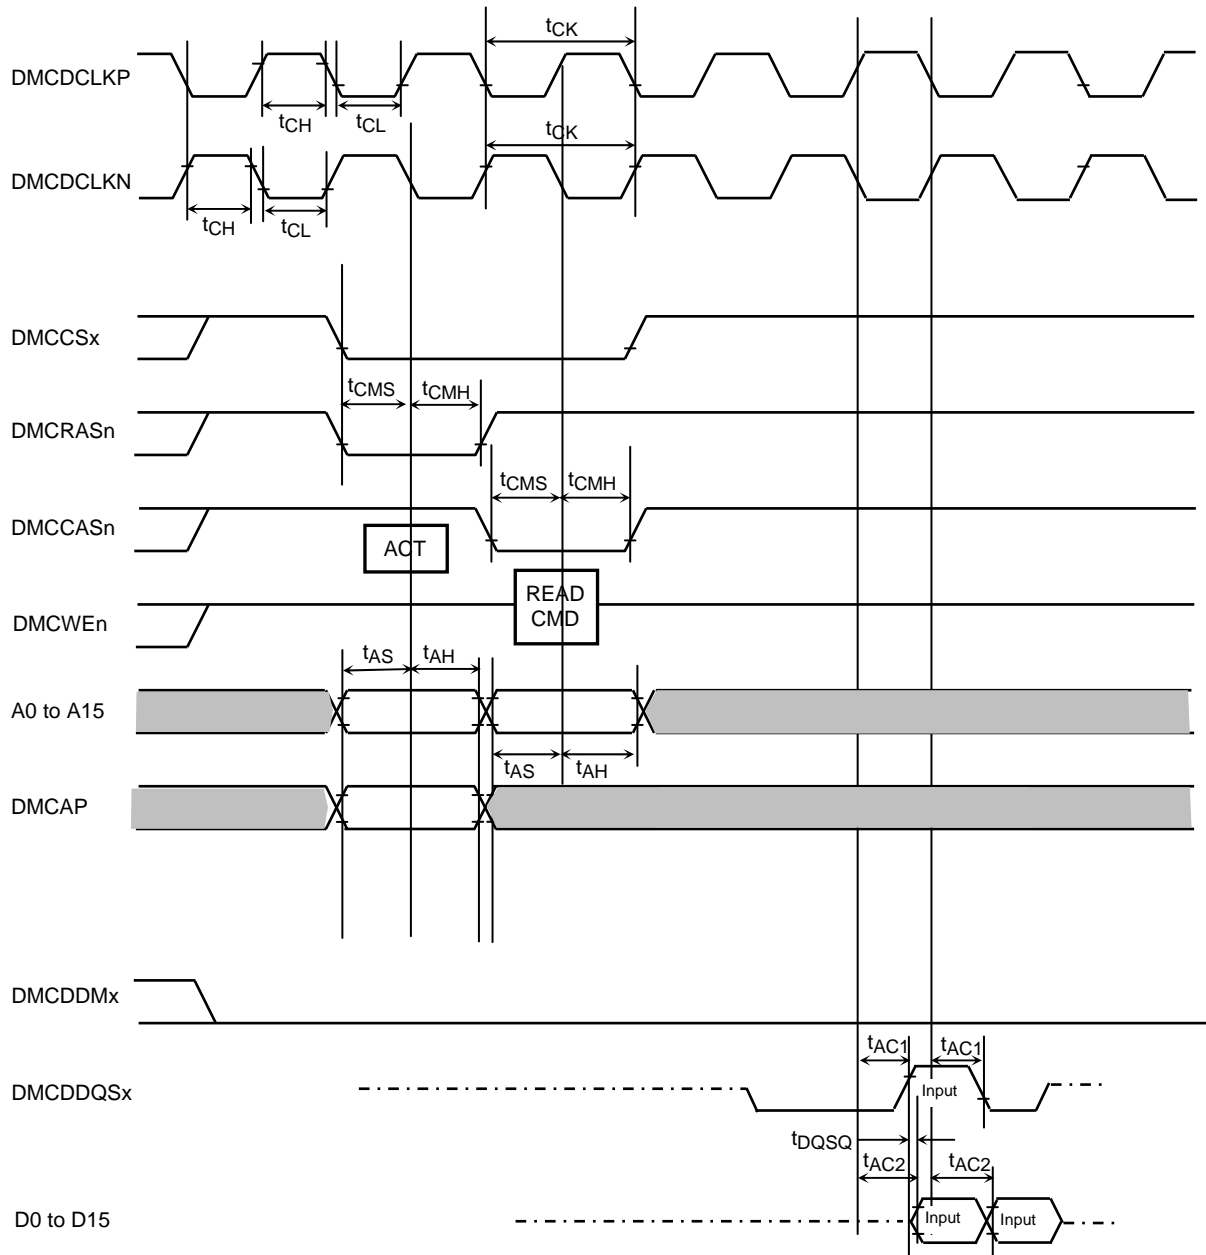 tCK
DMCDCLKP
tCH
tCL
tCK
DMCDCLKN
tCH
tCL
DMCCSx
tCMS
tCMH
DMCRASn
tCMS
tCMH
DMCCASn
ACT
READ
CMD
DMCWEn
tAS
tAH
A0 to A15
tAS
tAH
DMCAP
DMCDDMx
tAC1
tAC1
DMCDDQSx
Input
tDQSQ
tAC2
tAC2
D0 to D15
Input
Input